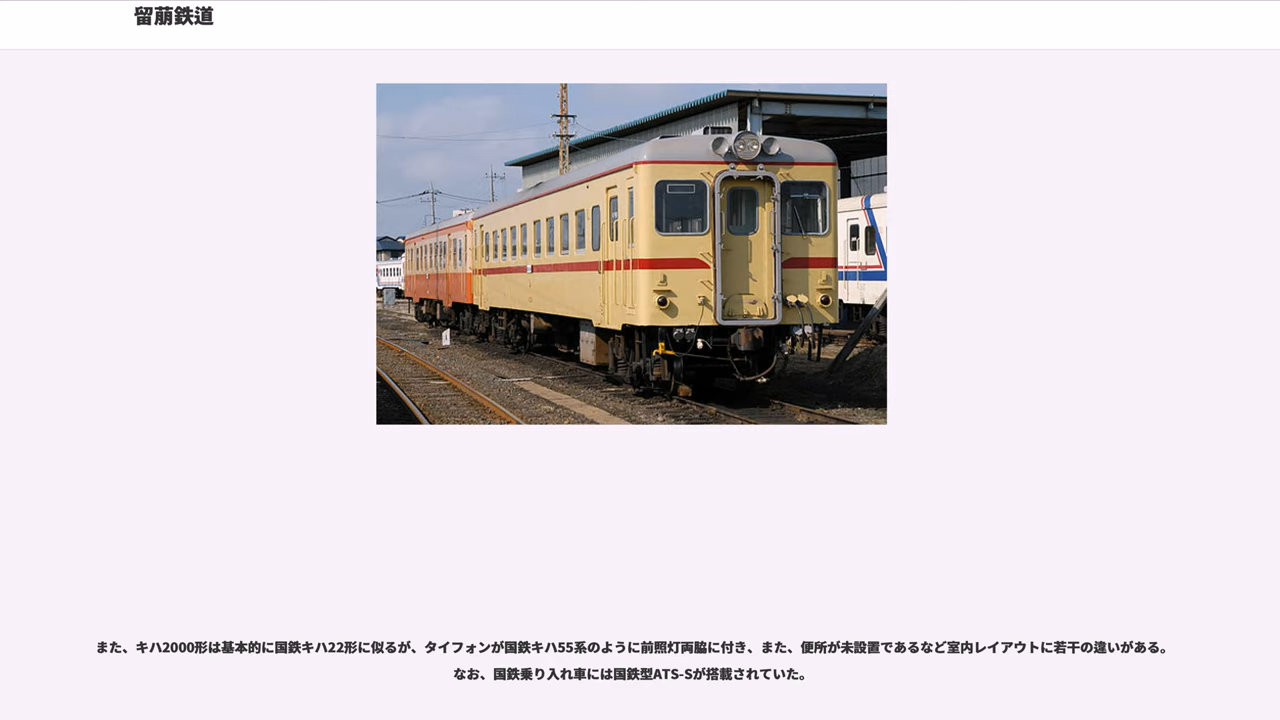 留萠鉄道
また、キハ2000形は基本的に国鉄キハ22形に似るが、タイフォンが国鉄キハ55系のように前照灯両脇に付き、また、便所が未設置であるなど室内レイアウトに若干の違いがある。
なお、国鉄乗り入れ車には国鉄型ATS-Sが搭載されていた。